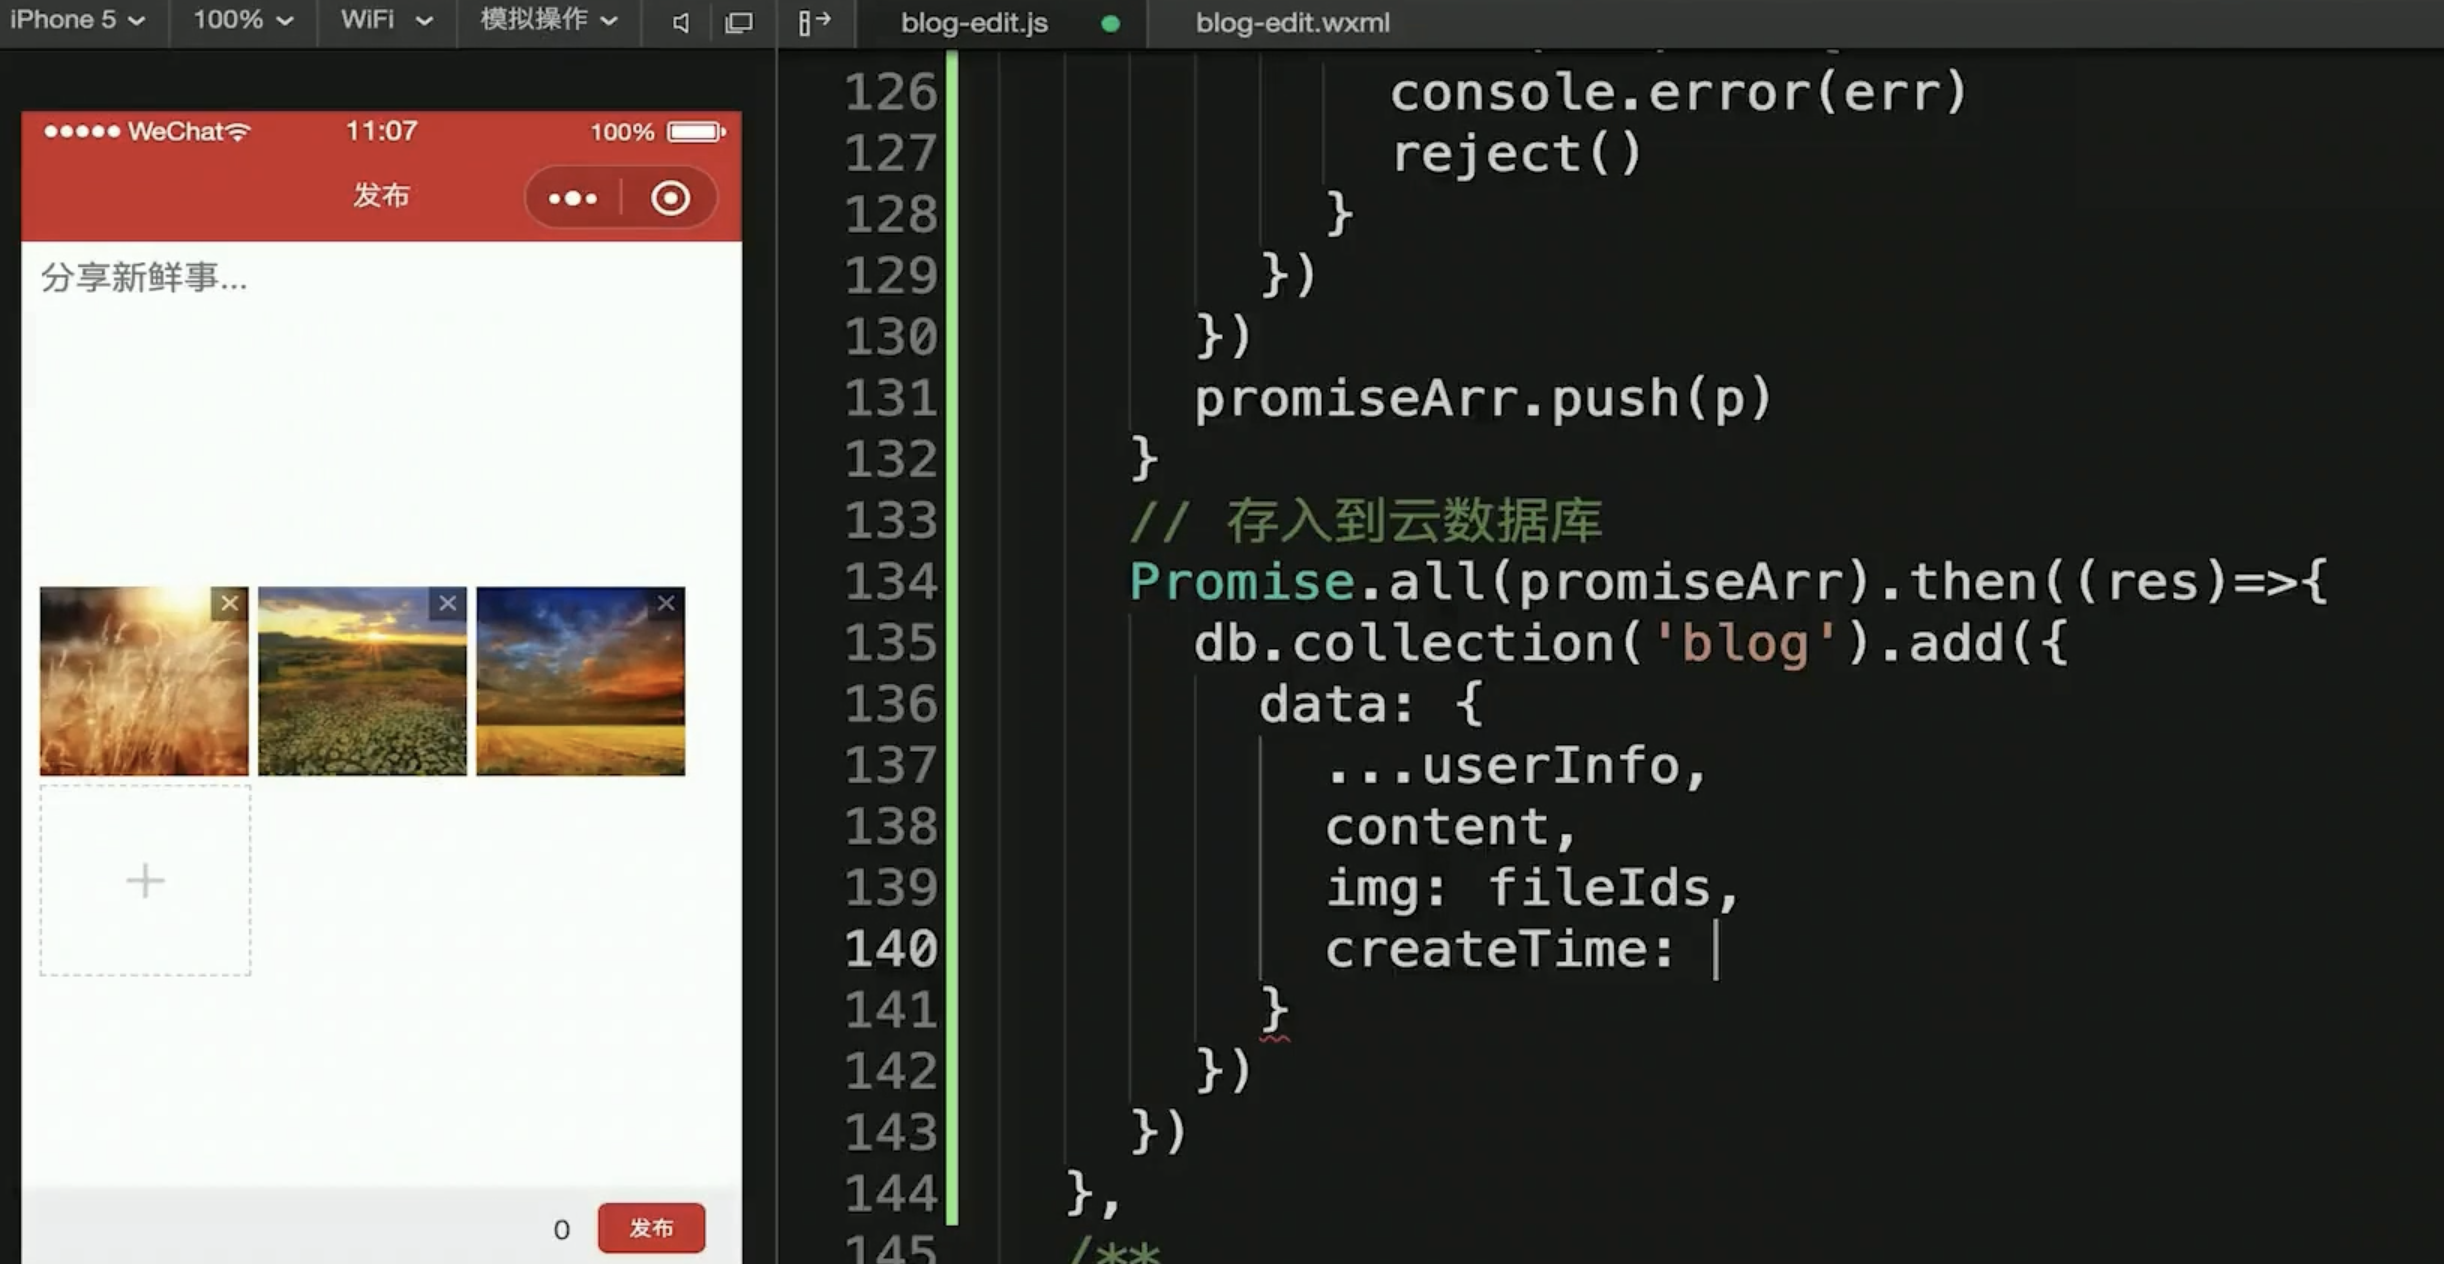 iPhone 5 100% WiFi 模拟操作 blog-edit.js blog-edit.wxml
WeChat 11:07 100%
发布
分享新鲜事...
0 发布
126 console.error(err)
127 reject()
128 }
129 })
130 })
131 promiseArr.push(p)
132 }
133 // 存入到云数据库
134 Promise.all(promiseArr).then((res)=>{
135 db.collection('blog').add({
136 data: {
137 ...userInfo,
138 content,
139 img: fileIds,
140 createTime:
141 }
142 })
143 })
144 },
145 /**